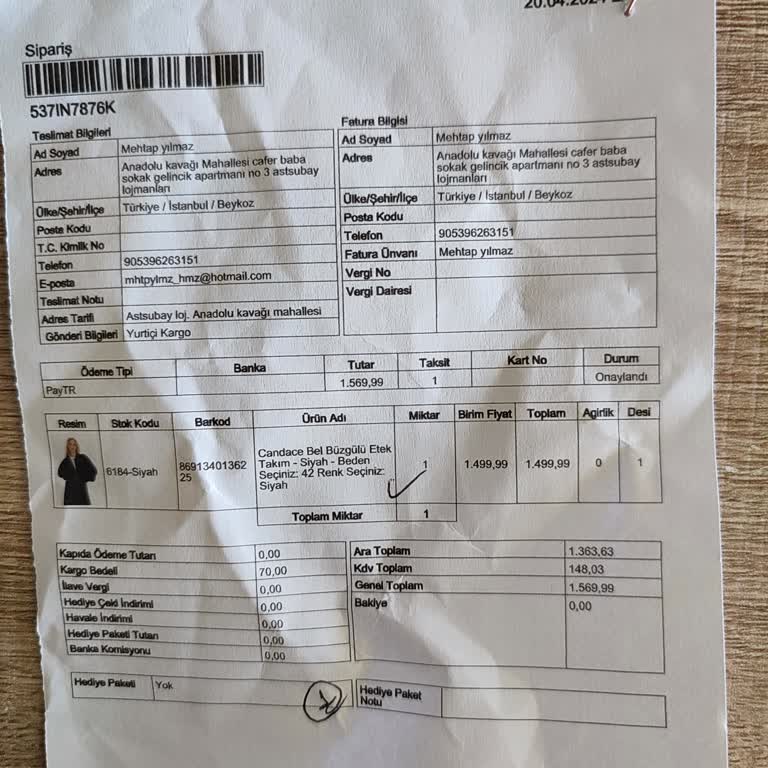 20.04.202
Sipariş
537IN7876K
Teslimat Bilgileri
Ad Soyad Mehtap yılmaz
Adres Anadolu kavağı Mahallesi cafer baba
sokak gelincik apartmanı no 3 astsubay
lojmanları
Ülke/Şehir/İlçe Türkiye / İstanbul / Beykoz
Posta Kodu
T.C. Kimlik No
Telefon 905396263151
E-posta mhtpylmz_hmz@hotmail.com
Teslimat Notu
Adres Tarifi Astsubay loj. Anadolu kavağı mahallesi
Gönderi Bilgileri Yurtiçi Kargo
Fatura Bilgisi
Ad Soyad Mehtap yılmaz
Adres Anadolu kavağı Mahallesi cafer baba
sokak gelincik apartmanı no 3 astsubay
lojmanları
Ülke/Şehir/İlçe Türkiye / İstanbul / Beykoz
Posta Kodu
Telefon 905396263151
Fatura Ünvanı Mehtap yılmaz
Vergi No
Vergi Dairesi
Ödeme Tipi Banka Tutar Taksit Kart No Durum
PayTR 1.569,99 1 Onaylandı
Resim Stok Kodu Barkod Ürün Adı Miktar Birim Fiyat Toplam Agirlik Desi
6184-Siyah 86913401362
25 Candace Bel Büzgülü Etek
Takım - Siyah - Beden
Seçiniz: 42 Renk Seçiniz:
Siyah 1 1.499,99 1.499,99 0 1
Toplam Miktar 1
Kapıda Ödeme Tutarı 0,00
Kargo Bedeli 70,00
İlave Vergi 0,00
Hediye Çeki İndirimi 0,00
Havale İndirimi 0,00
Hediye Paketi Tutarı 0,00
Banka Komisyonu 0,00
Ara Toplam 1.363,63
Kdv Toplam 148,03
Genel Toplam 1.569,99
Bakiye 0,00
Hediye Paketi Yok
Hediye Paket
Notu